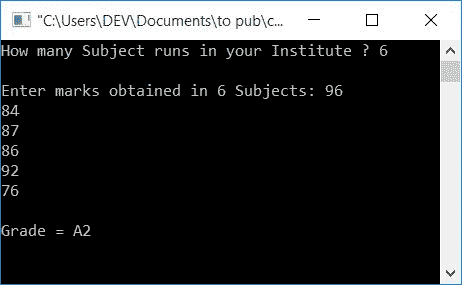 "C:\Users\DEV\Documents\to pub\c...
How many Subject runs in your Institute ? 6
Enter marks obtained in 6 Subjects: 96
84
87
86
92
76
Grade = A2